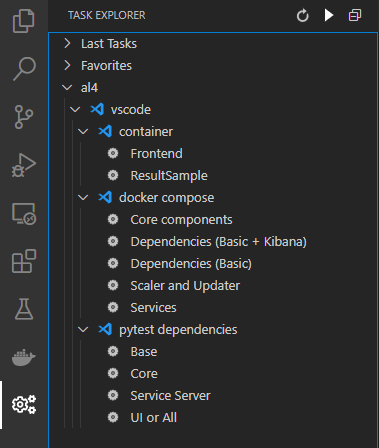 TASK EXPLORER
Last Tasks
Favorites
al4
vscode
container
Frontend
ResultSample
docker compose
Core components
Dependencies (Basic + Kibana)
Dependencies (Basic)
Scaler and Updater
Services
pytest dependencies
Base
Core
Service Server
UI or All